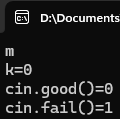 D:\Documents
m
k=0
cin.good()=0
cin.fail()=1